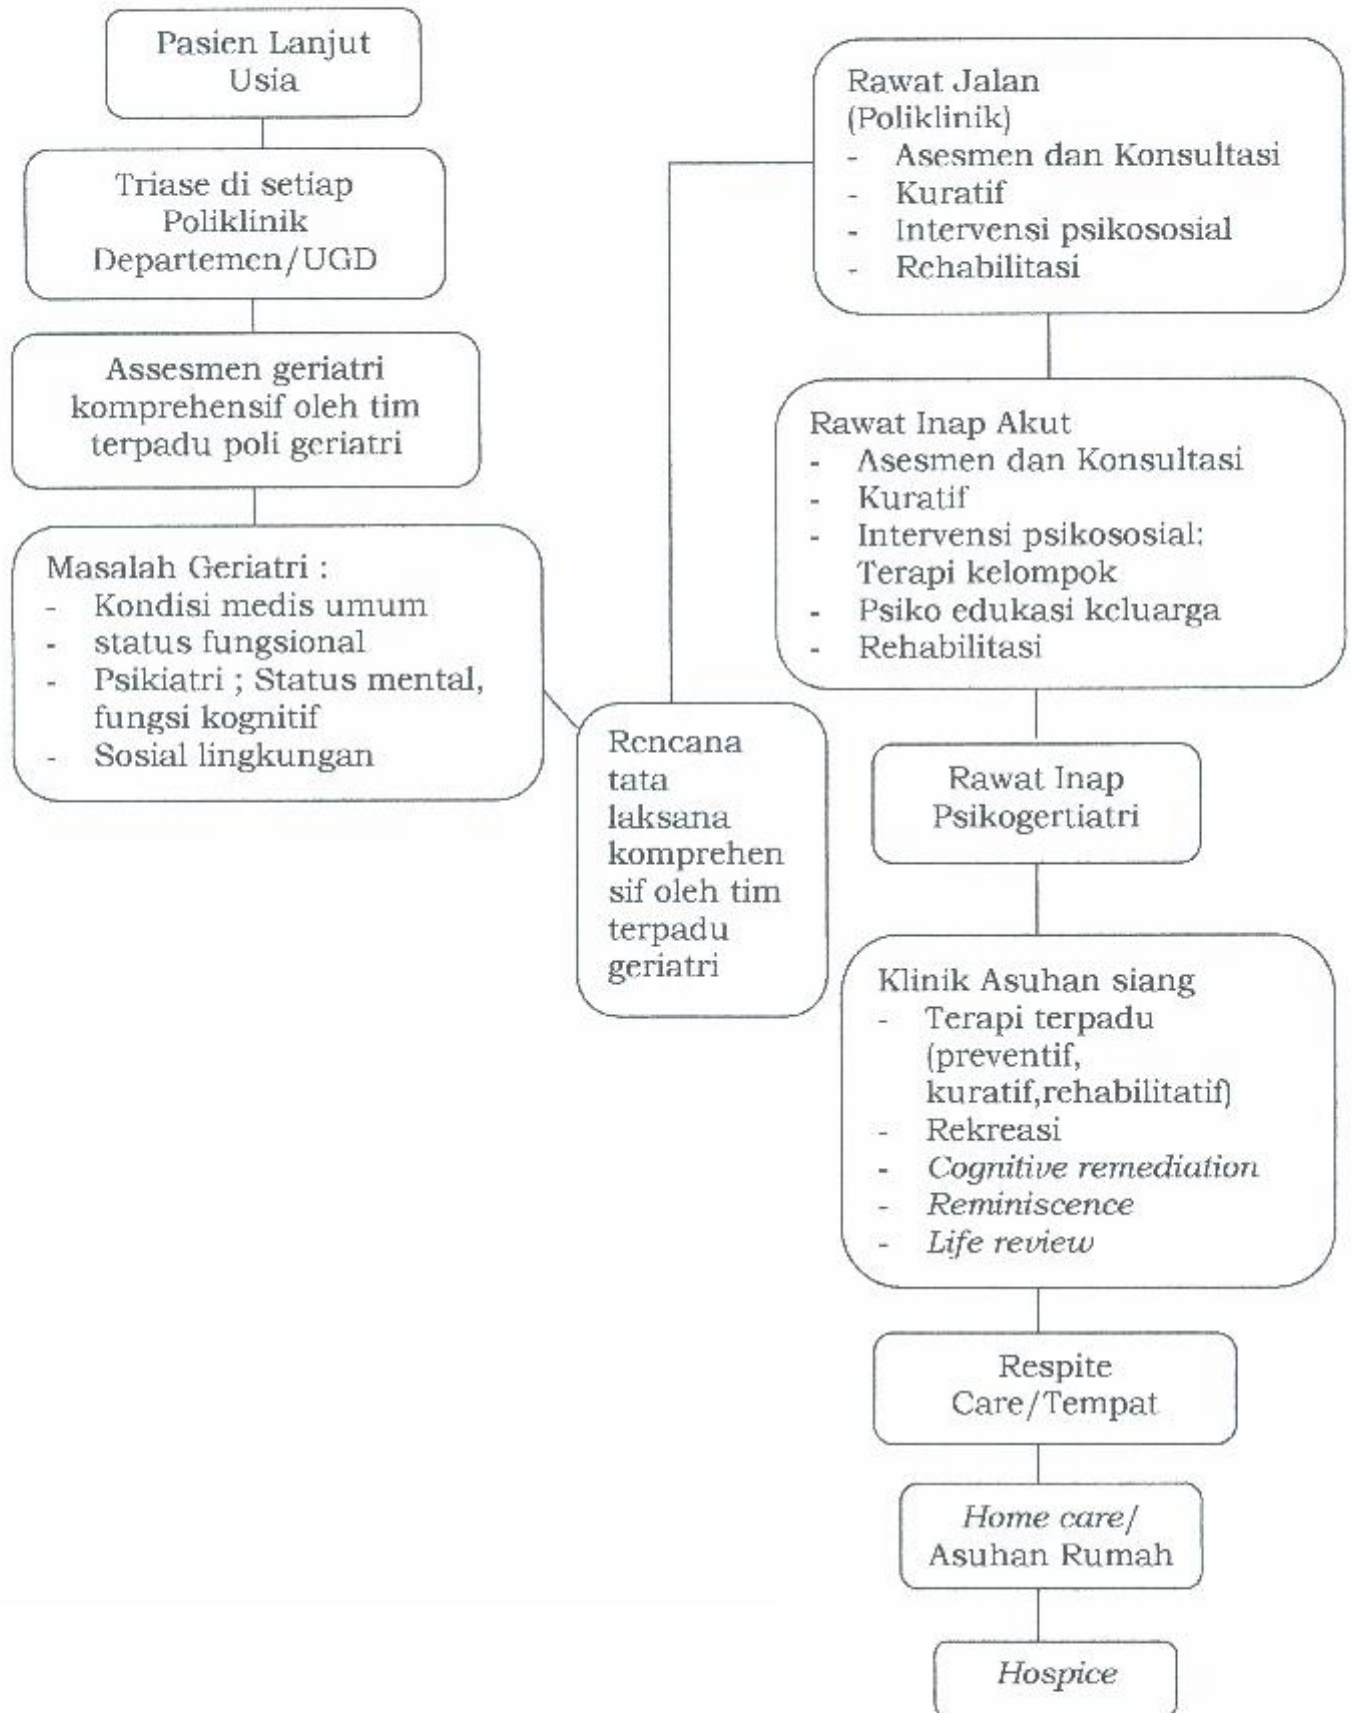 Pasien Lanjut
Usia
Triase di setiap
Poliklinik
Departemen/UGD
Assesmen geriatri
komprehensif oleh tim
terpadu poli geriatri
Masalah Geriatri :
- Kondisi medis umum
- status fungsional
- Psikiatri ; Status mental,
fungsi kognitif
- Sosial lingkungan
Rencana
tata
laksana
komprehen
sif oleh tim
terpadu
geriatri
Rawat Jalan
(Poliklinik)
- Asesmen dan Konsultasi
- Kuratif
- Intervensi psikososial
- Rehabilitasi
Rawat Inap Akut
- Asesmen dan Konsultasi
- Kuratif
- Intervensi psikososial:
Terapi kelompok
- Psiko edukasi keluarga
- Rehabilitasi
Rawat Inap
Psikogertiatri
Klinik Asuhan siang
- Terapi terpadu
(preventif,
kuratif,rehabilitatif)
- Rekreasi
- Cognitive remediation
- Reminiscence
- Life review
Respite
Care/Tempat
Home care/
Asuhan Rumah
Hospice